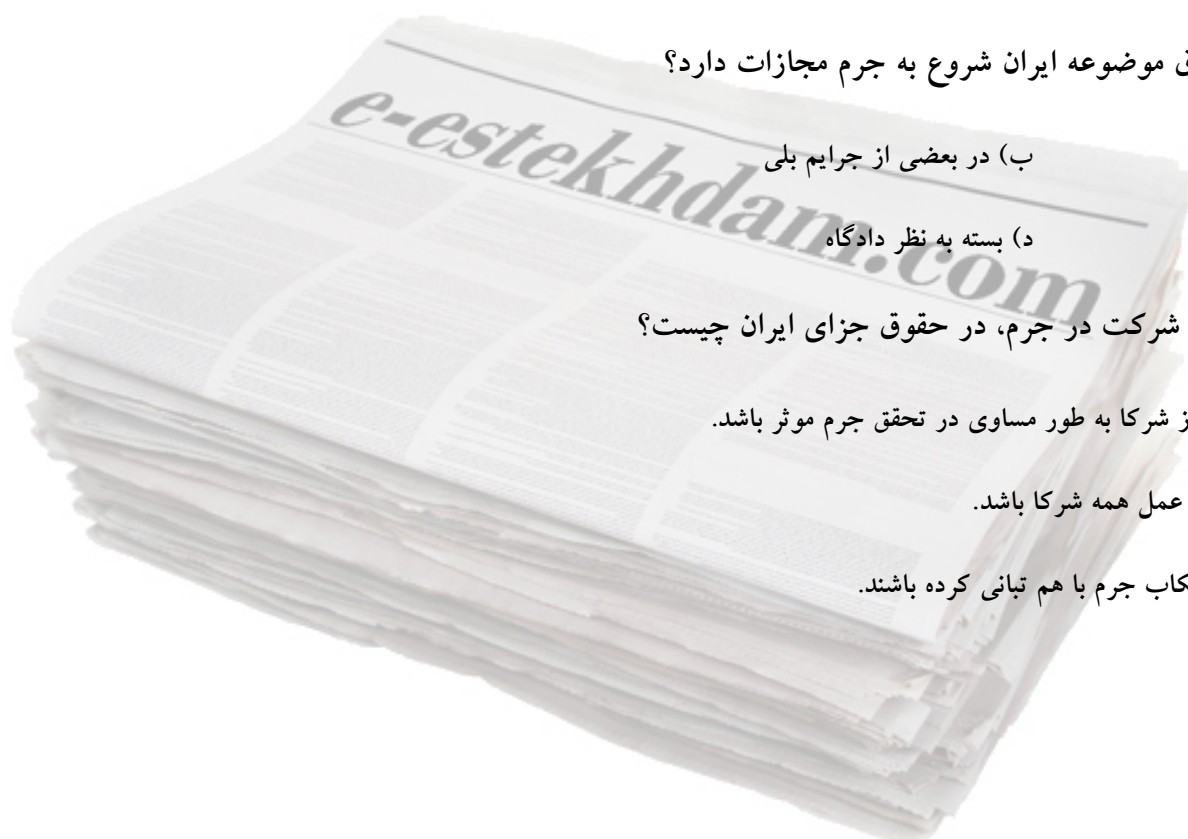 موضوعه ایران شروع به جرم مجازات دارد؟
e-estekhdam.com
ب) در بعضی از جرایم بلی
د) بسته به نظر دادگاه
شرکت در جرم، در حقوق جزای ایران چیست؟
شرکا به طور مساوی در تحقق جرم موثر باشد.
عمل همه شرکا باشد.
جرم با هم تبانی کرده باشند.